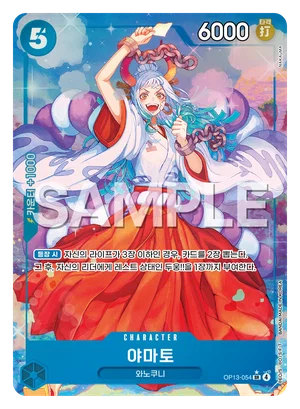 5
6000
타격
打
카운터 +1000
SAMPLE
등장 시 자신의 라이프가 3장 이하인 경우, 카드를 2장 뽑는다.
그 후, 자신의 리더에게 레스트 상태인 두웅!!을 1장까지 부여한다.
CHARACTER
야마토
와노쿠니
OP13-054
4